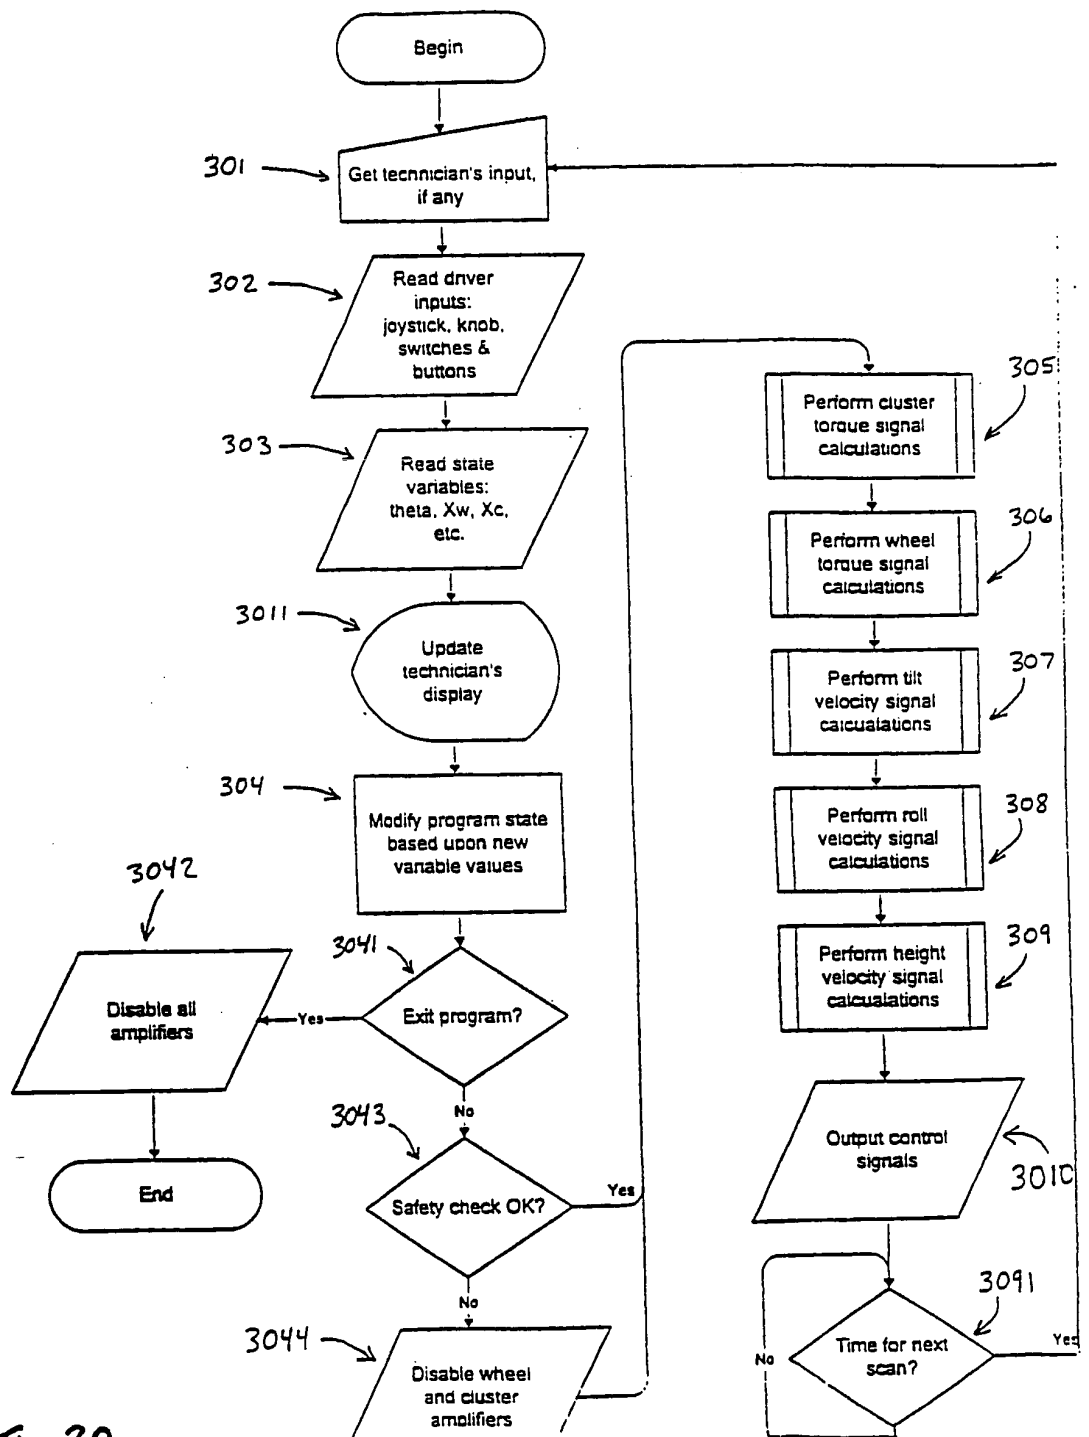 Begin
301
Get technician's input,
if any
302
Read driver
inputs:
joystick, knob,
switches &
buttons
303
Read state
variables:
theta, Xw, Xc,
etc.
3011
Update
technician's
display
304
Modify program state
based upon new
variable values
3042
3041
Disable all
amplifiers
Yes
Exit program?
No
3043
End
Safety check OK?
Yes
No
3044
Disable wheel
and cluster
amplifiers
305
Perform cluster
torque signal
calculations
306
Perform wheel
torque signal
calculations
307
Perform tilt
velocity signal
calcualations
308
Perform roll
velocity signal
calculations
309
Perform height
velocity signal
calcualations
Output control
signals
3010
3091
Time for next
scan?
No
Yes